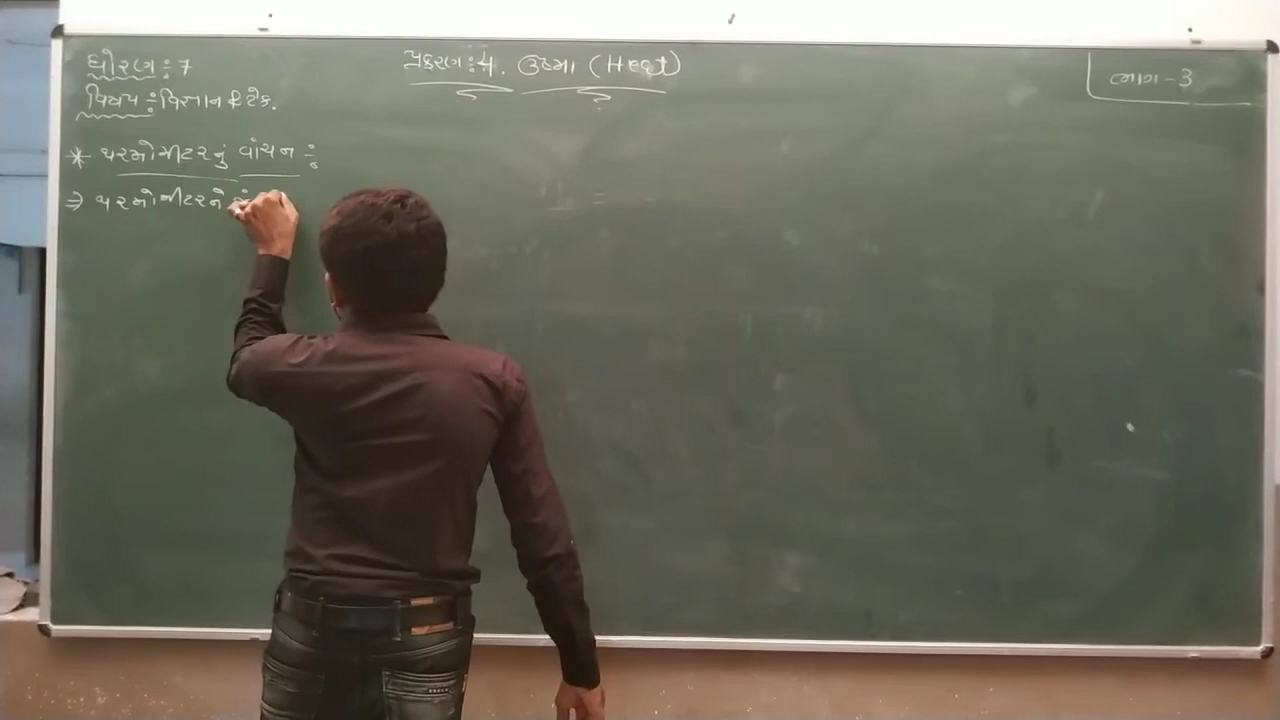 ધોરણ : 7
પ્રકરણ : 4. ઉષ્મા (Heat)
ભાગ - 3
વિષય : વિજ્ઞાન & ટેક.
* થરમોમીટરનું વાંચન :
⇒ થરમોમીટરને